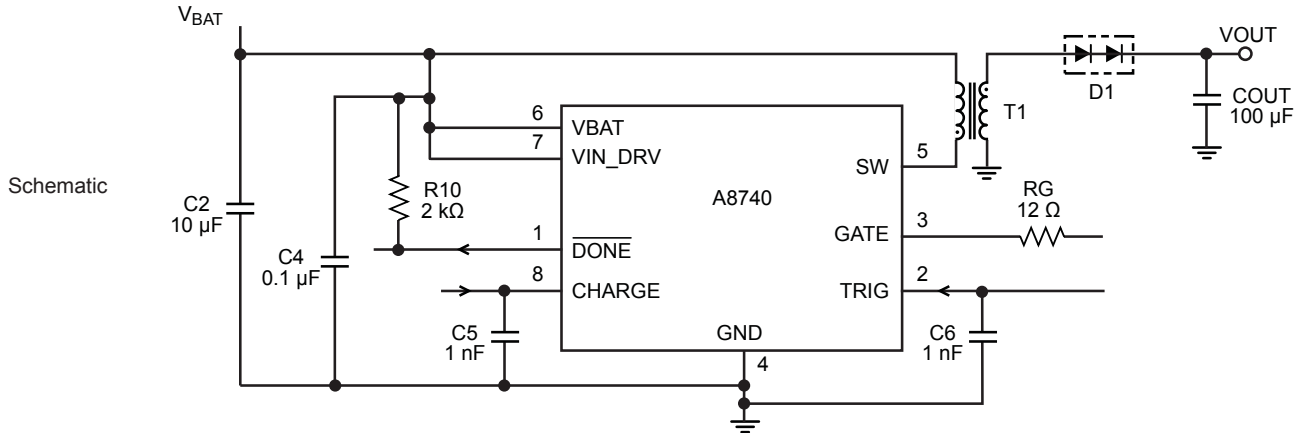 VBAT
VOUT
D1
COUT
100 µF
T1
6
VBAT
7
VIN_DRV
5
SW
Schematic
R10
2 kΩ
A8740
RG
12 Ω
C2
10 µF
3
GATE
1
DONE
C4
0.1 µF
8
CHARGE
2
TRIG
GND
C5
1 nF
C6
1 nF
4